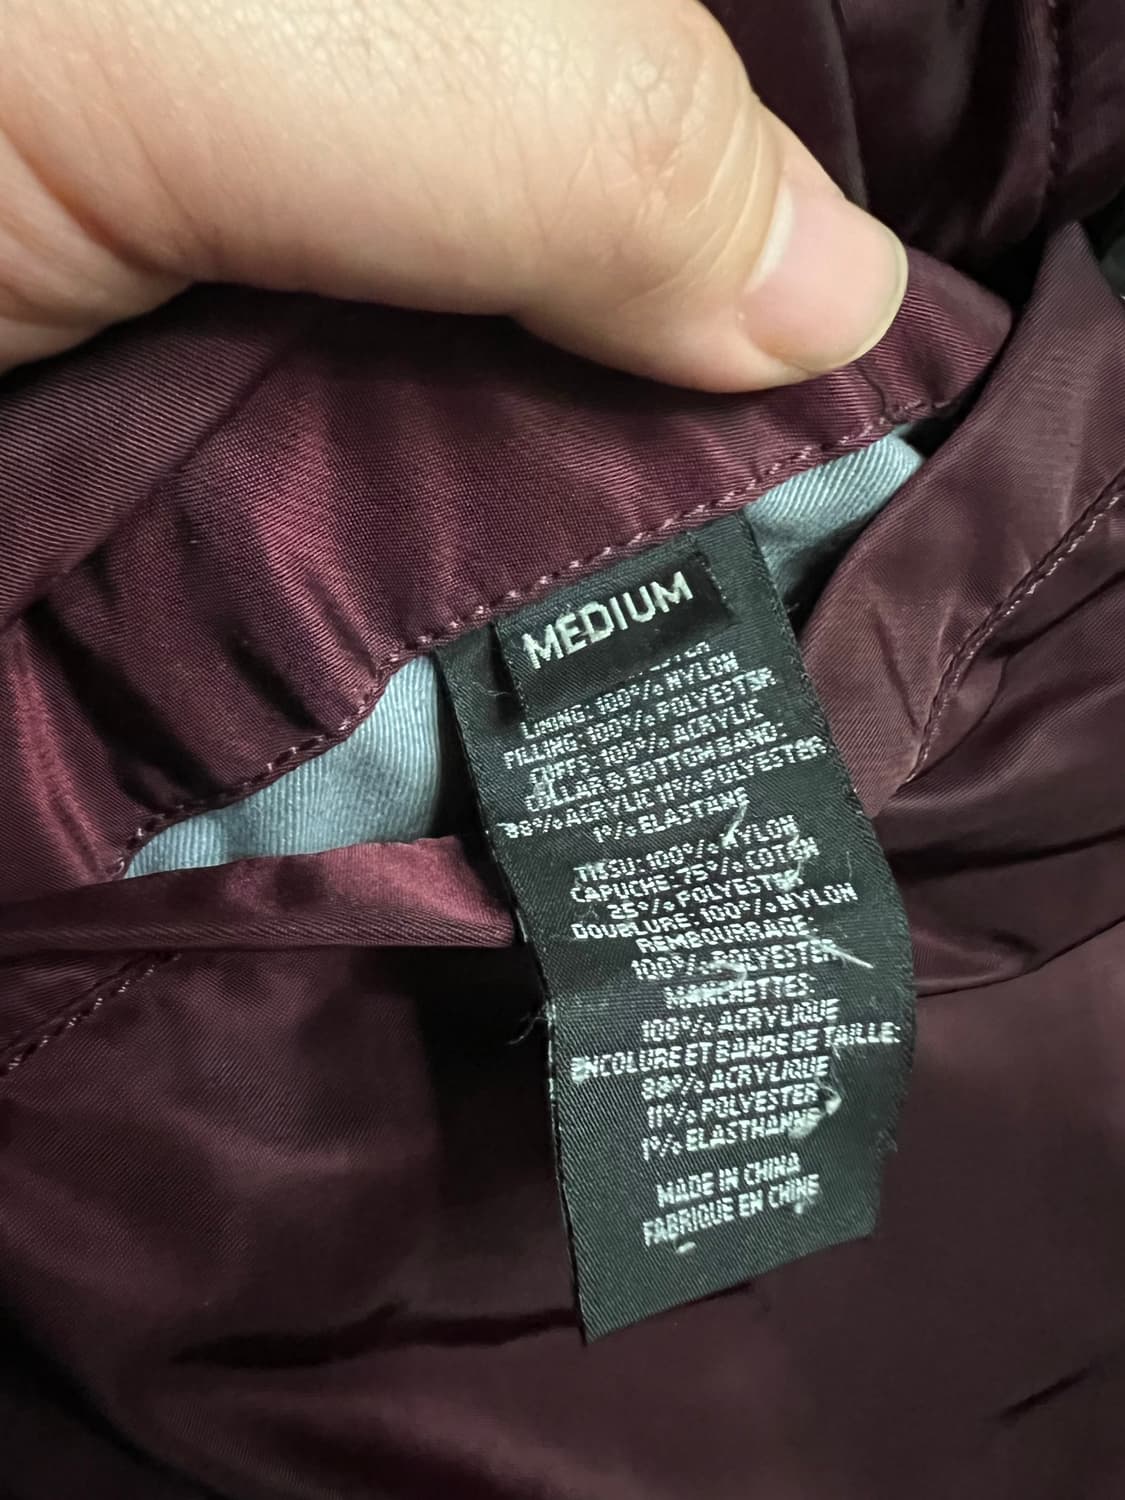 MEDIUM
LINING: 100% NYLON
FILLING: 100% POLYESTER
CUFFS: 100% ACRYLIC
COLLAR & BOTTOM BAND:
88% ACRYLIC 11% POLYESTER
1% ELASTANE
TISSU: 100% NYLON
CAPUCHE: 75% COTON
25% POLYESTER
DOUBLURE: 100% NYLON
REMBOURRAGE:
100% POLYESTER
MANCHETTES:
100% ACRYLIQUE
ENCOLURE ET BANDE DE TAILLE:
88% ACRYLIQUE
11% POLYESTER
1% ELASTHANNE
MADE IN CHINA
FABRIQUE EN CHINE